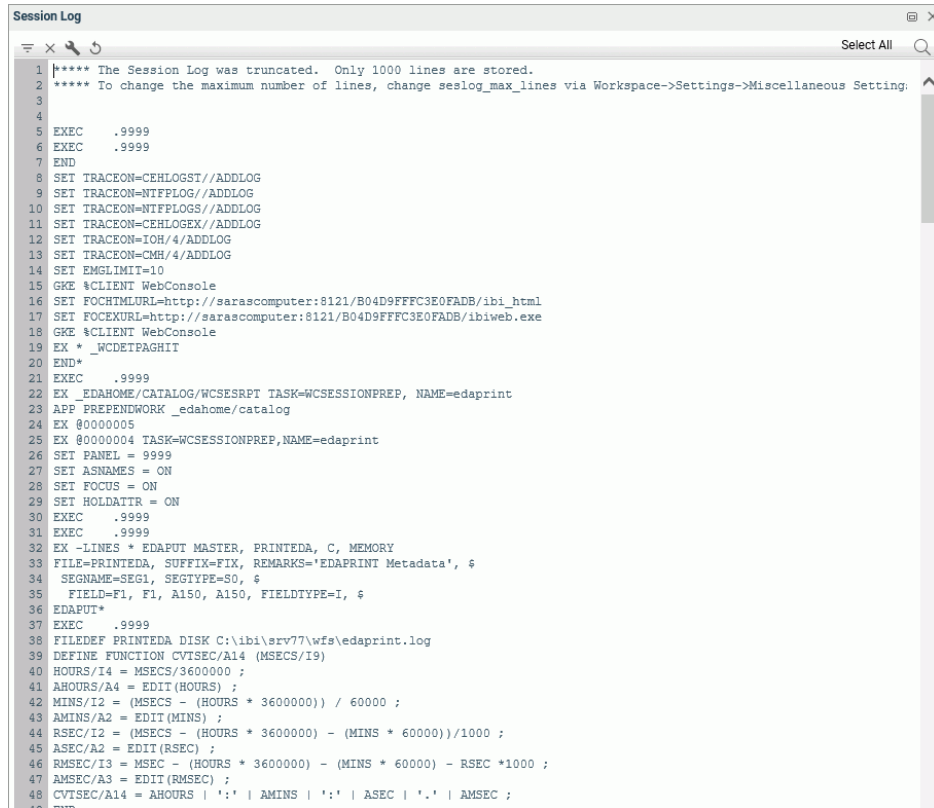 Session Log
Select All
1 ***** The Session Log was truncated.  Only 1000 lines are stored.
2 ***** To change the maximum number of lines, change seslog_max_lines via Workspace->Settings->Miscellaneous Setting
3
4
5 EXEC    .9999
6 EXEC    .9999
7 END
8 SET TRACEON=CEHLOGST//ADDLOG
9 SET TRACEON=NTFPLOG//ADDLOG
10 SET TRACEON=NTFPLOGS//ADDLOG
11 SET TRACEON=CEHLOGEX//ADDLOG
12 SET TRACEON=IOH/4/ADDLOG
13 SET TRACEON=CMH/4/ADDLOG
14 SET EMGLIMIT=10
15 GKE %CLIENT WebConsole
16 SET FOCHTMLURL=http://sarascomputer:8121/B04D9FFFC3E0FADB/ibi_html
17 SET FOCEXURL=http://sarascomputer:8121/B04D9FFFC3E0FADB/ibiweb.exe
18 GKE %CLIENT WebConsole
19 EX * _WCDETPAGHIT
20 END*
21 EXEC    .9999
22 EX _EDAHOME/CATALOG/WCSESRPT TASK=WCSESSIONPREP, NAME=edaprint
23 APP PREPENDWORK _edahome/catalog
24 EX @0000005
25 EX @0000004 TASK=WCSESSIONPREP,NAME=edaprint
26 SET PANEL = 9999
27 SET ASNAMES = ON
28 SET FOCUS = ON
29 SET HOLDATTR = ON
30 EXEC    .9999
31 EXEC    .9999
32 EX -LINES * EDAPUT MASTER, PRINTEDA, C, MEMORY
33 FILE=PRINTEDA, SUFFIX=FIX, REMARKS='EDAPRINT Metadata', $
34  SEGNAME=SEG1, SEGTYPE=S0, $
35   FIELD=F1, F1, A150, A150, FIELDTYPE=I, $
36 EDAPUT*
37 EXEC    .9999
38 FILEDEF PRINTEDA DISK C:\ibi\srv77\wfs\edaprint.log
39 DEFINE FUNCTION CVTSEC/A14 (MSECS/I9)
40 HOURS/I4 = MSECS/3600000 ;
41 AHOURS/A4 = EDIT(HOURS) ;
42 MINS/I2 = (MSECS - (HOURS * 3600000)) / 60000 ;
43 AMINS/A2 = EDIT(MINS) ;
44 RSEC/I2 = (MSECS - (HOURS * 3600000) - (MINS * 60000))/1000 ;
45 ASEC/A2 = EDIT(RSEC) ;
46 RMSEC/I3 = MSEC - (HOURS * 3600000) - (MINS * 60000) - RSEC *1000 ;
47 AMSEC/A3 = EDIT(RMSEC) ;
48 CVTSEC/A14 = AHOURS | ':' | AMINS | ':' | ASEC | '.' | AMSEC ;